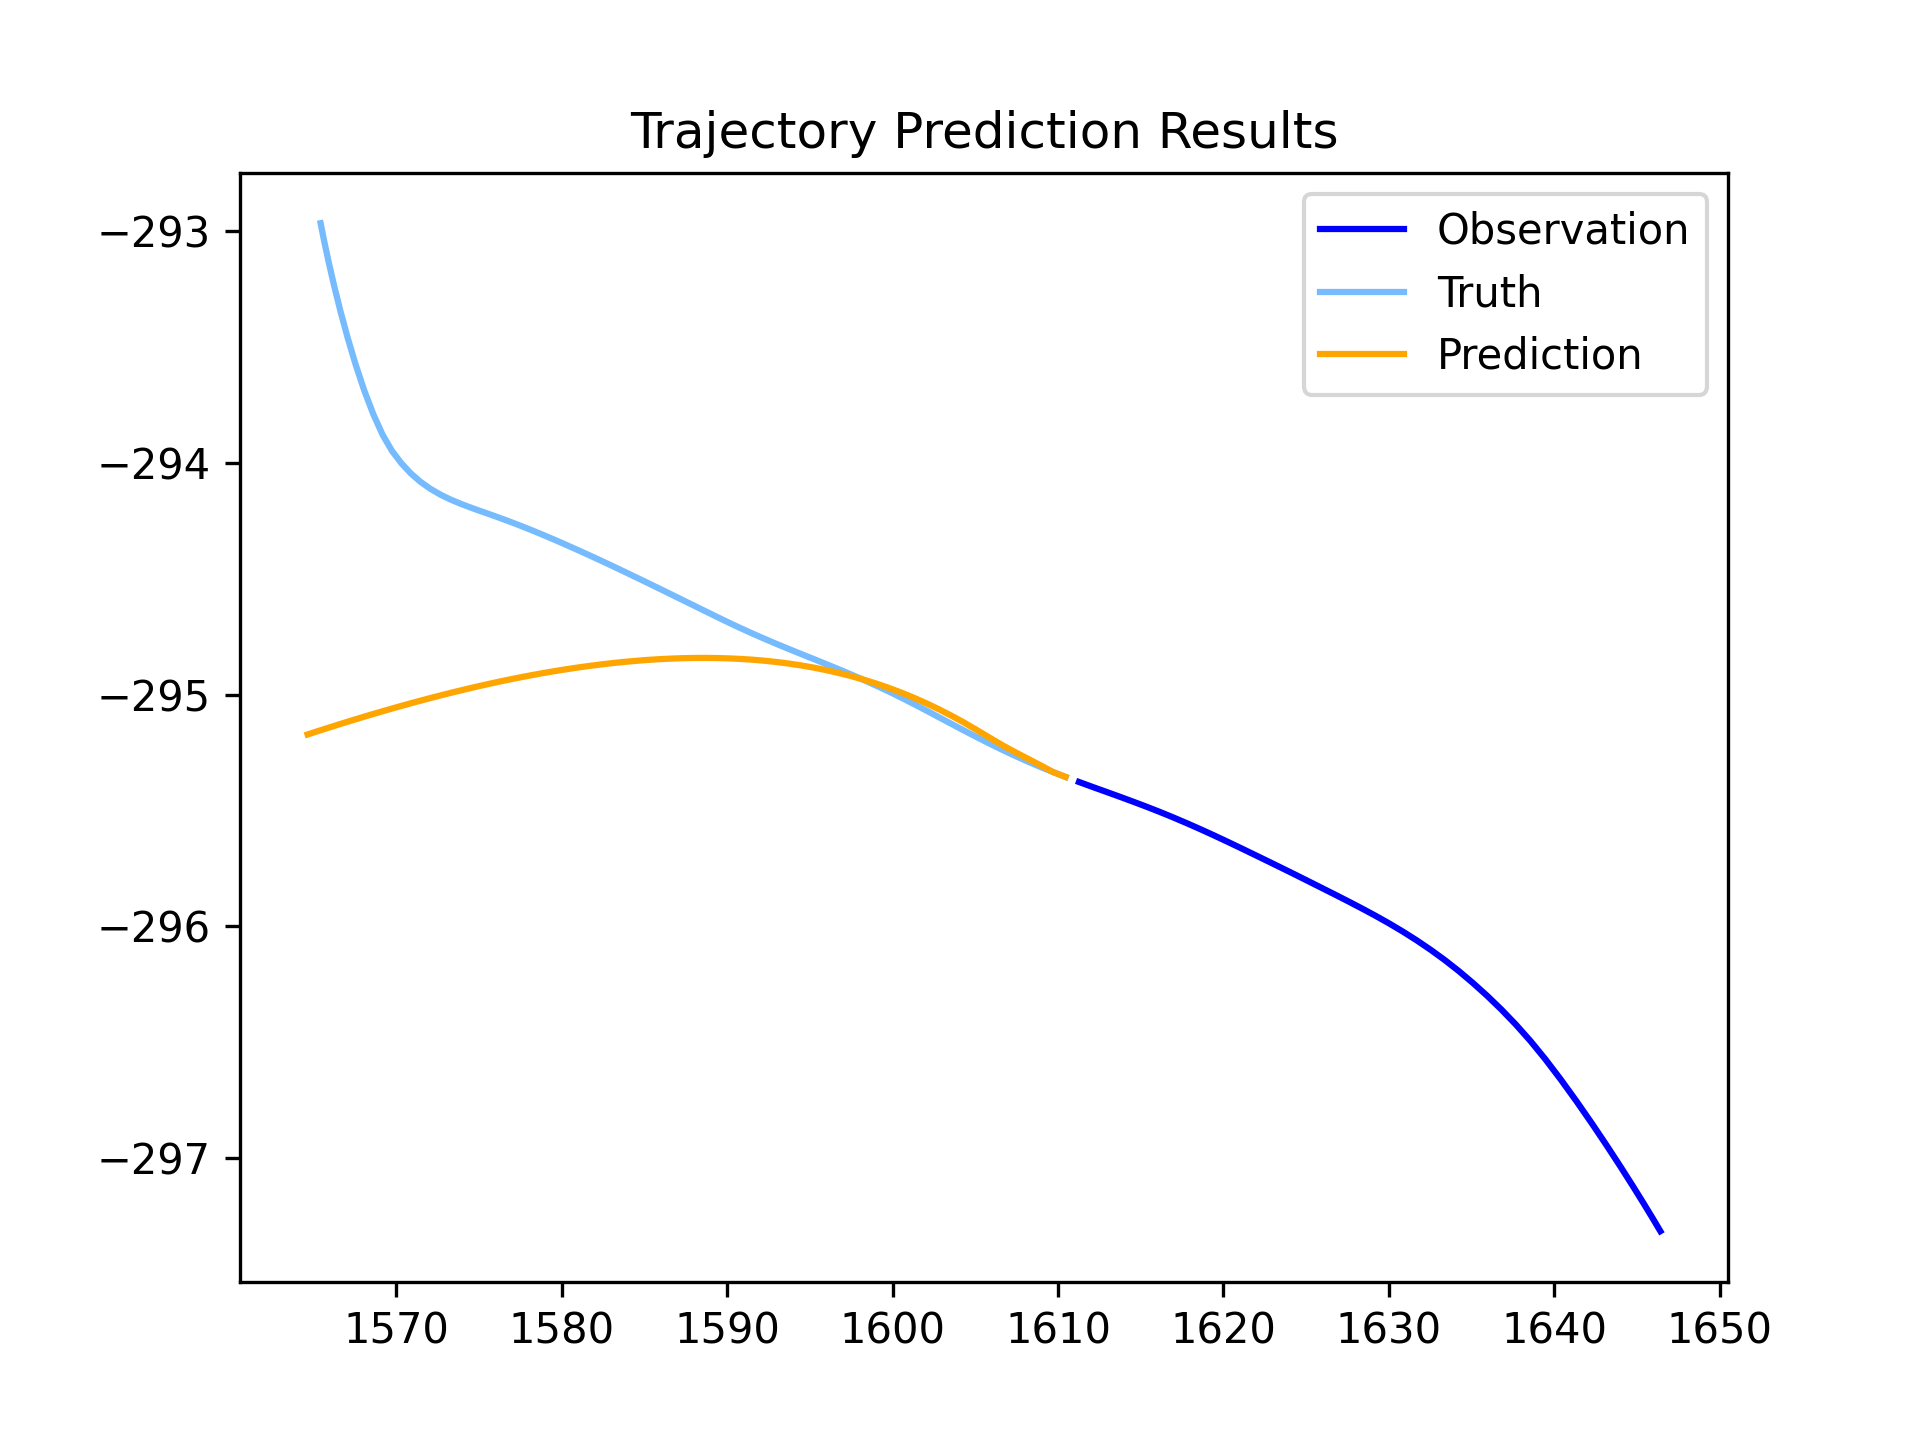 Trajectory Prediction Results
Observation
Truth
Prediction
−293
−294
−295
−296
−297
1570 1580 1590 1600 1610 1620 1630 1640 1650